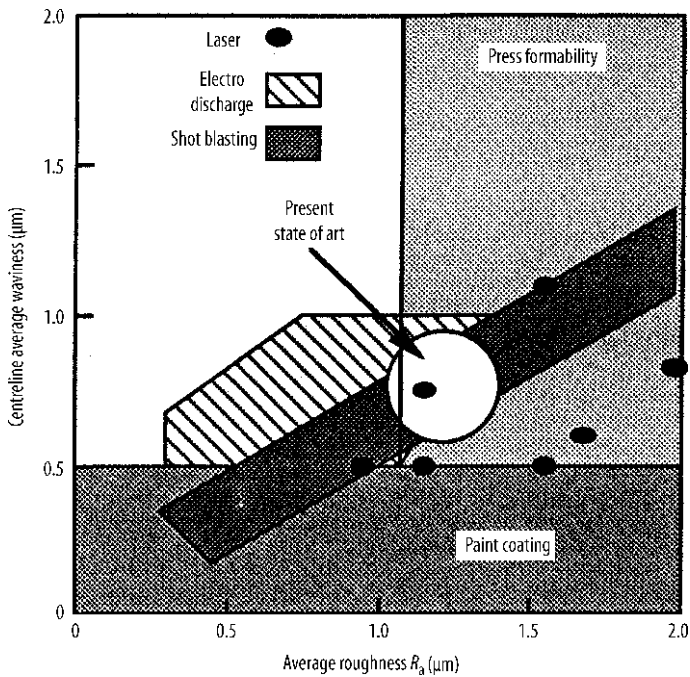 2.0
Laser
Press formability
Electro
discharge
Shot blasting
1.5
Present
state of art
Centreline average waviness (µm)
1.0
0.5
Paint coating
0
0
0.5
1.0
1.5
2.0
Average roughness Ra (µm)